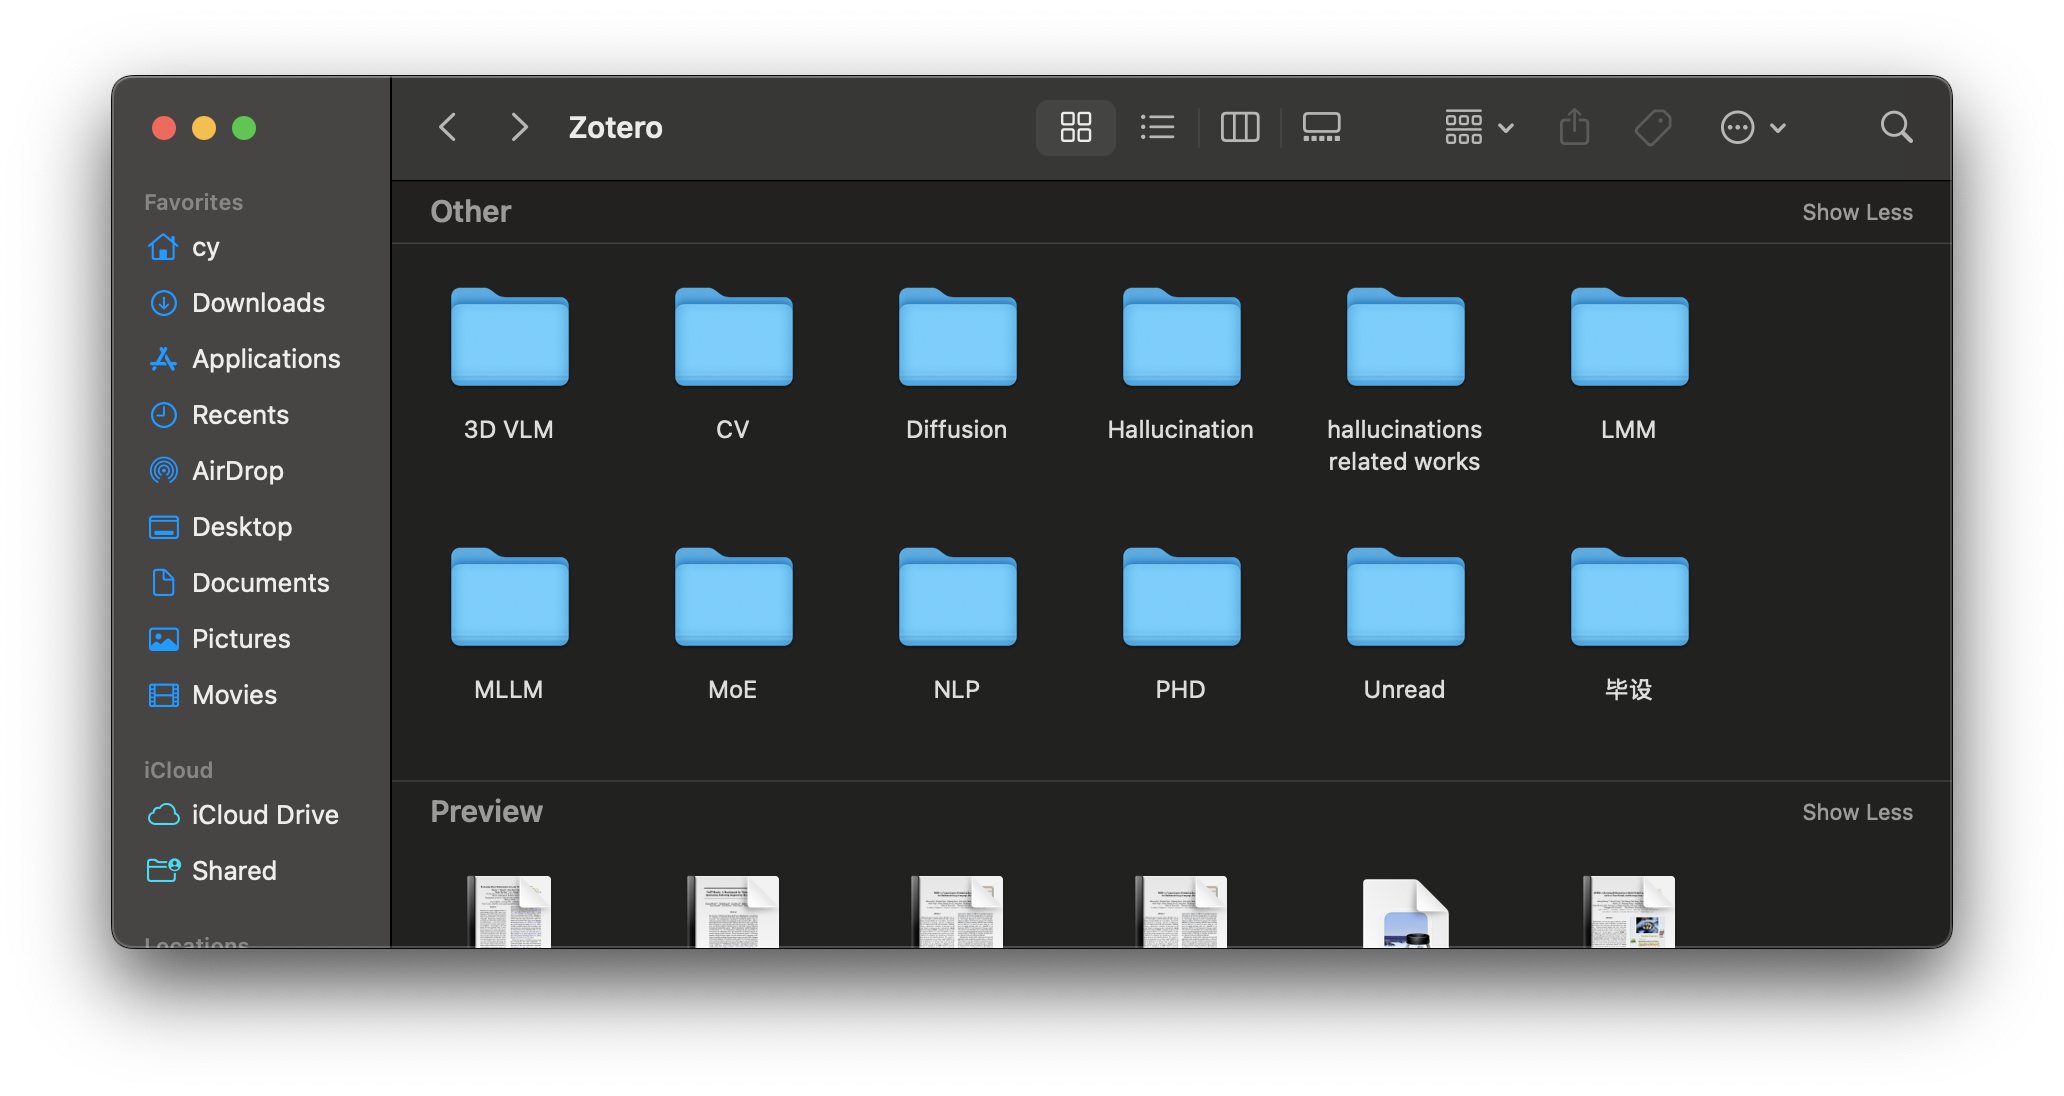 Zotero
Favorites
cy
Downloads
Applications
Recents
AirDrop
Desktop
Documents
Pictures
Movies
iCloud
iCloud Drive
Shared
Locations
Other
Show Less
3D VLM
CV
Diffusion
Hallucination
hallucinations
related works
LMM
MLLM
MoE
NLP
PHD
Unread
毕设
Preview
Show Less